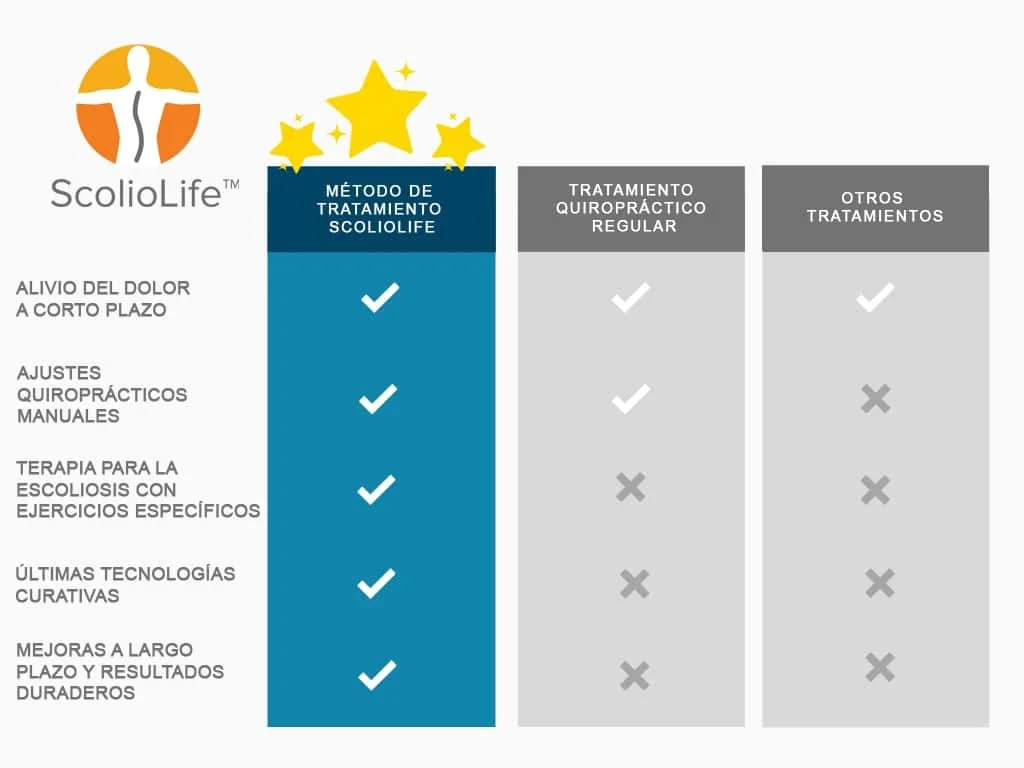 ScolioLife™
MÉTODO DE
TRATAMIENTO
SCOLIOLIFE
TRATAMIENTO
QUIROPRÁCTICO
REGULAR
OTROS
TRATAMIENTOS
ALIVIO DEL DOLOR
A CORTO PLAZO
AJUSTES
QUIROPRÁCTICOS
MANUALES
TERAPIA PARA LA
ESCOLIOSIS CON
EJERCICIOS ESPECÍFICOS
ÚLTIMAS TECNOLOGÍAS
CURATIVAS
MEJORAS A LARGO
PLAZO Y RESULTADOS
DURADEROS